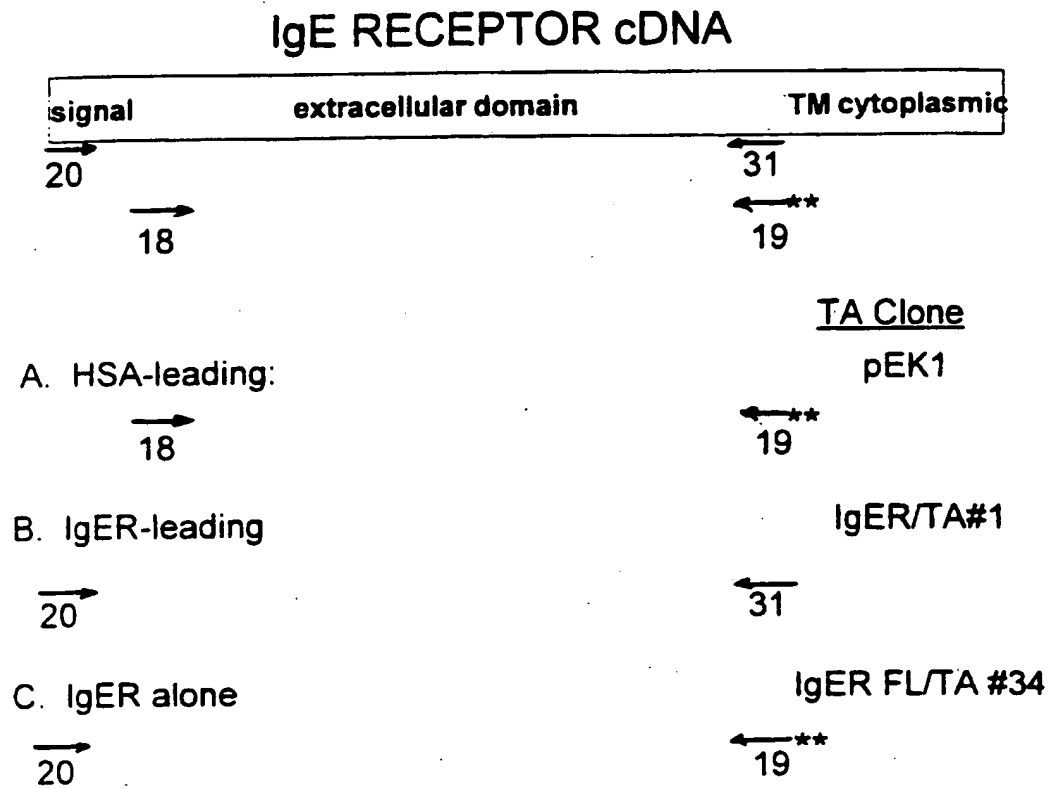 IgE RECEPTOR cDNA
signal extracellular domain TM cytoplasmic
20 31
18 19 **
TA Clone
A. HSA-leading: pEK1
18 19 **
B. IgER-leading IgER/TA#1
20 31
C. IgER alone IgER FL/TA #34
20 19 **